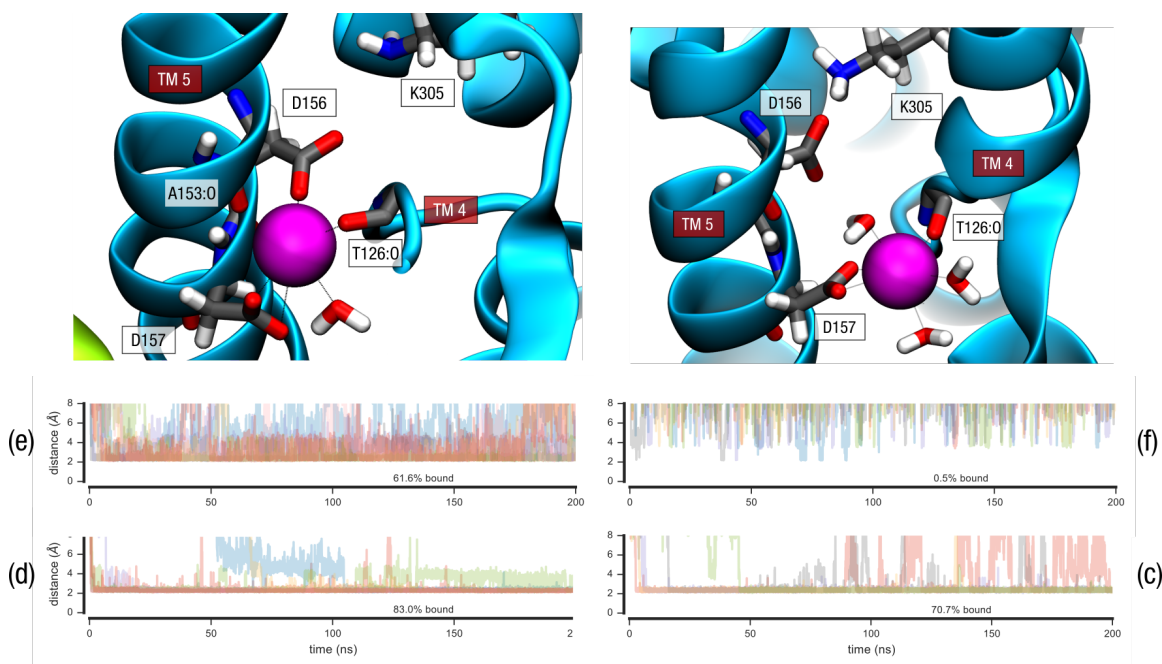 TM 5
D156
K305
A153:O
TM 4
T126:O
D157
D156
K305
TM 4
TM 5
T126:O
D157
(e)
distance (Å)
8
6
4
2
0
61.6% bound
0
50
100
150
200
8
6
4
2
0
0.5% bound
0
50
100
150
200
(f)
(d)
distance (Å)
8
6
4
2
0
83.0% bound
0
50
100
150
2
time (ns)
8
6
4
2
0
70.7% bound
0
50
100
150
200
time (ns)
(c)